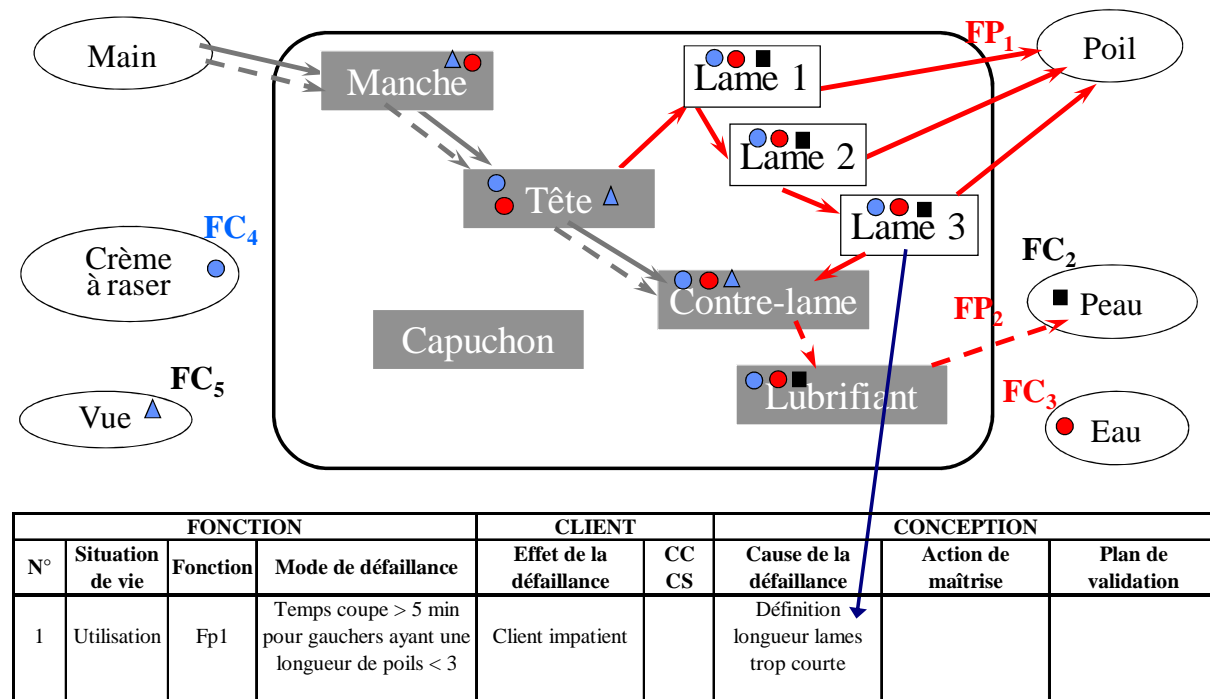 FP1
Main
Poil
Manche
Lame 1
Lame 2
Tête
Lame 3
FC4
Crème
à raser
FC2
Contre-lame
Peau
FP2
Capuchon
FC5
Vue
Lubrifiant
FC3
Eau
FONCTION CLIENT CONCEPTION
N° Situation de vie Fonction Mode de défaillance Effet de la défaillance CC CS Cause de la défaillance Action de maîtrise Plan de validation
Temps coupe > 5 min Définition
1 Utilisation Fp1 pour gauchers ayant une Client impatient longueur lames
longueur de poils < 3 trop courte